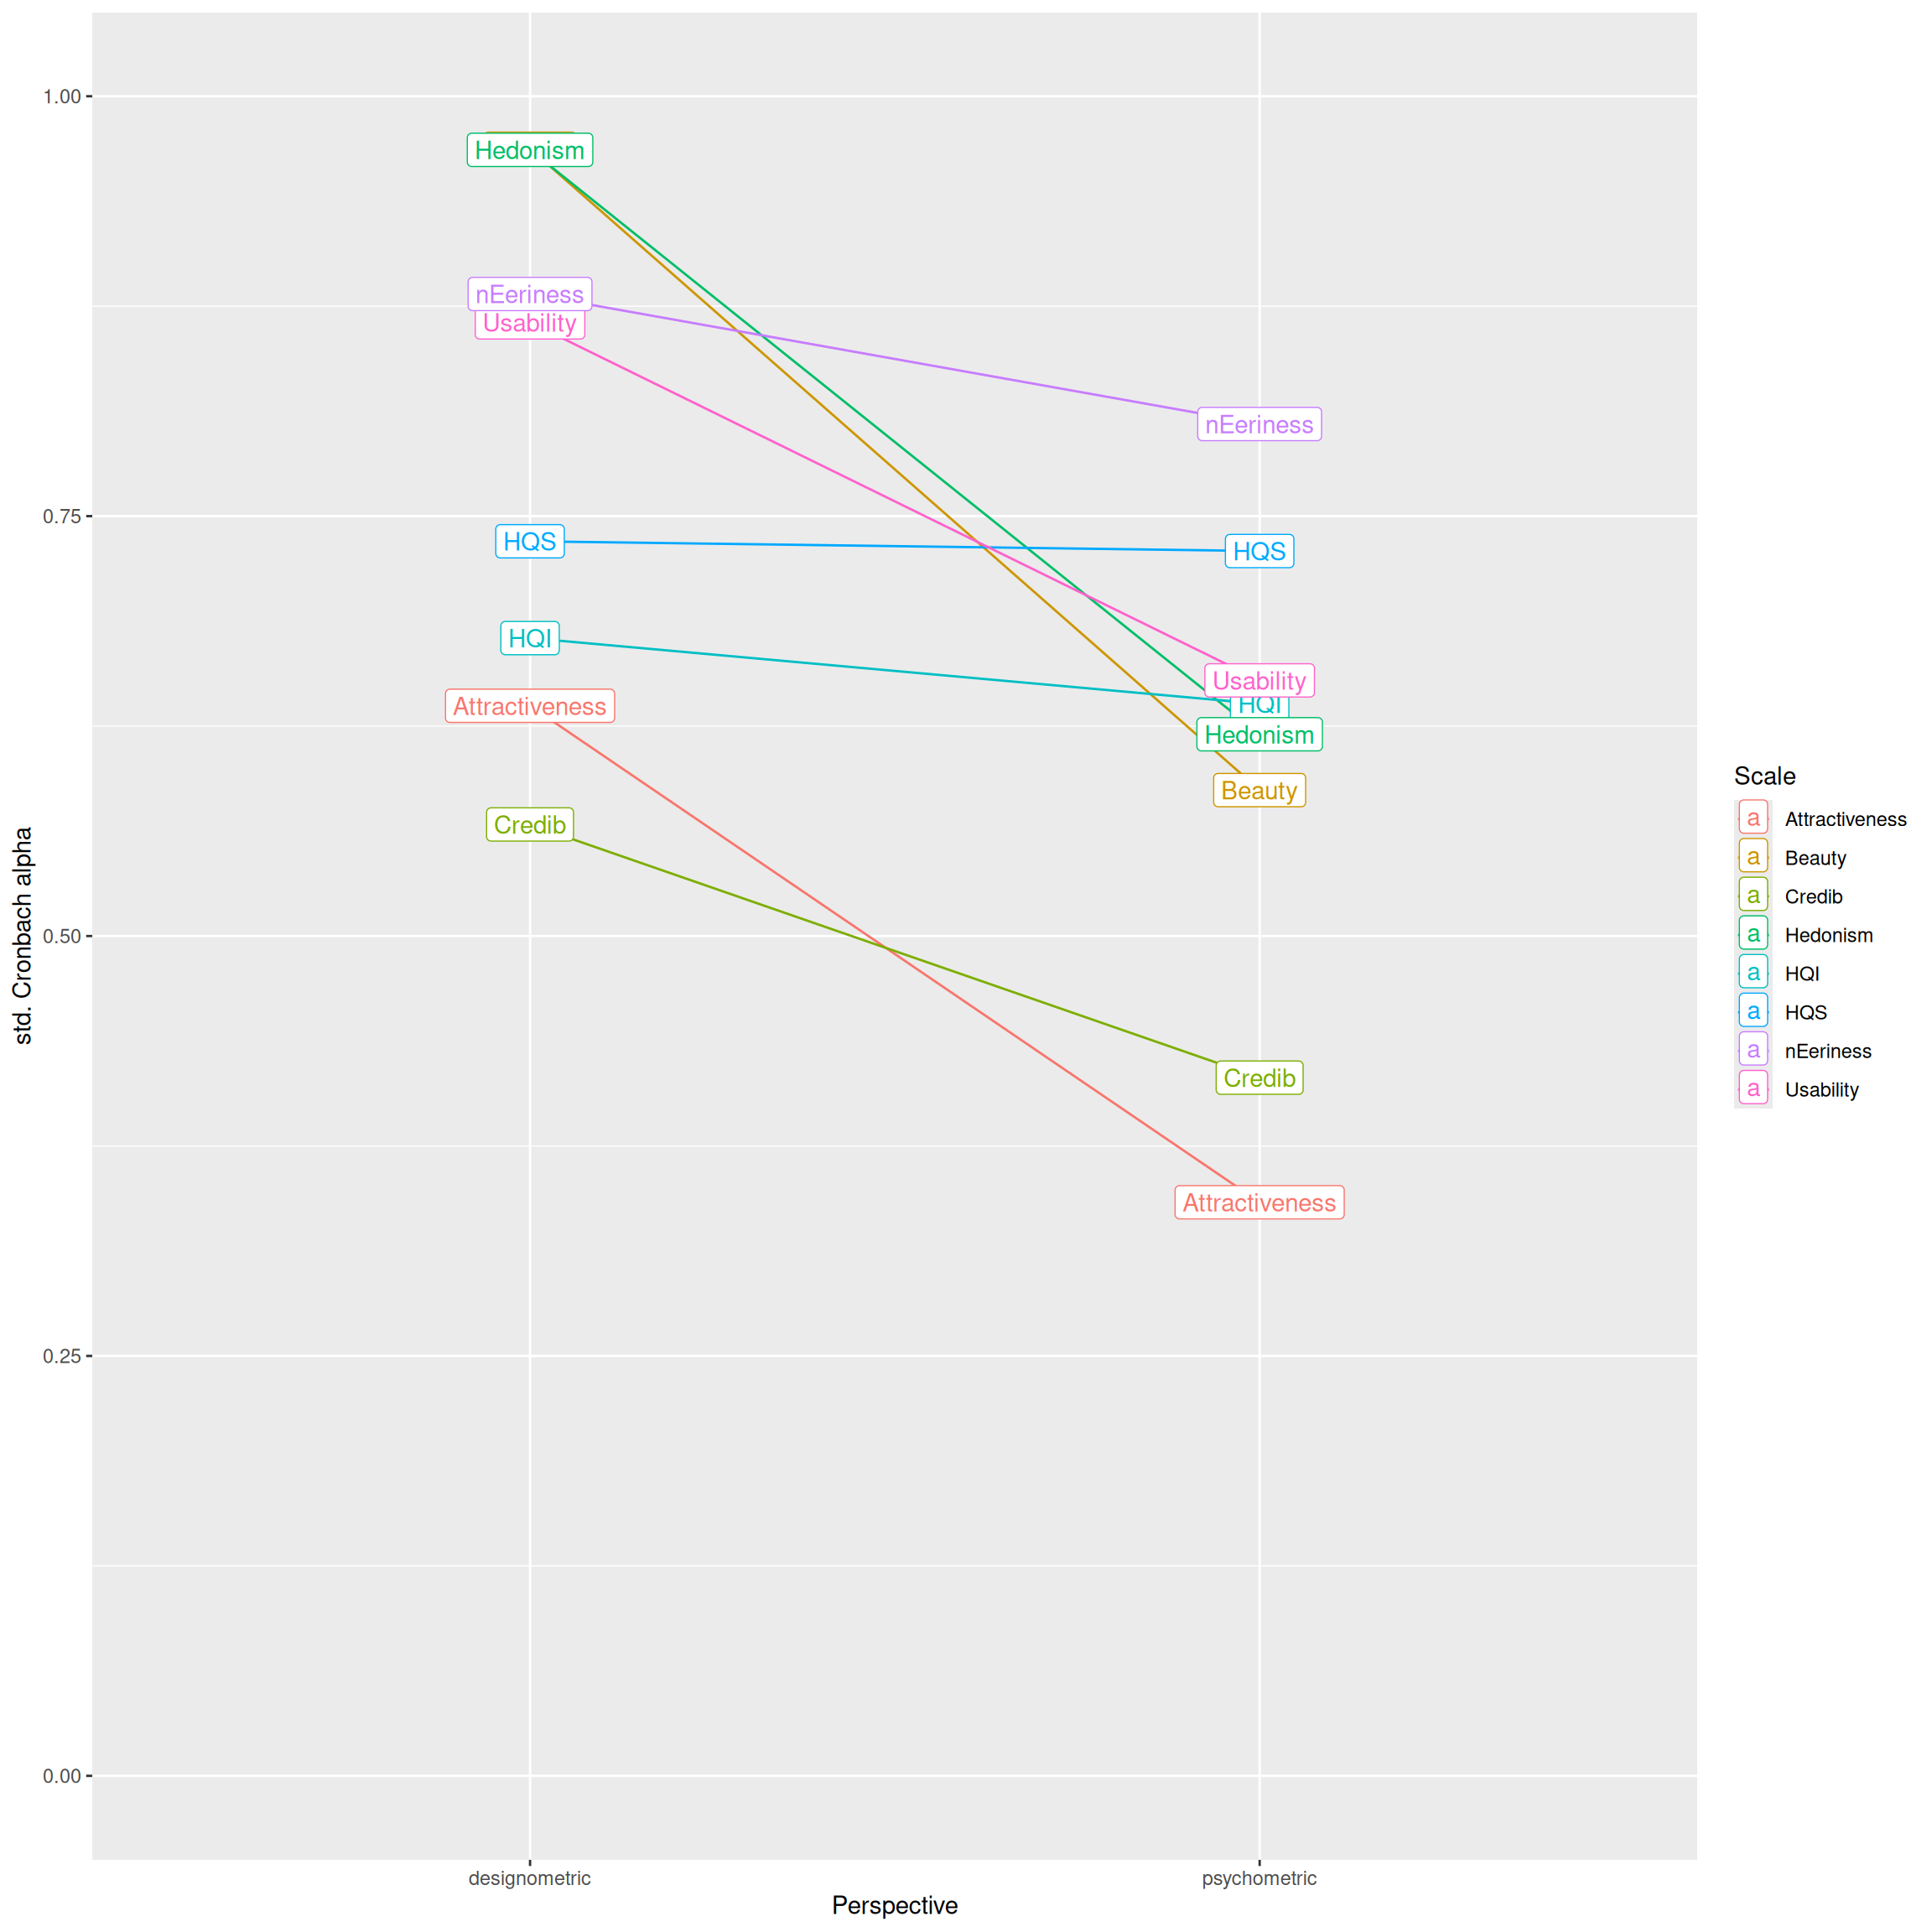 std. Cronbach alpha
1.00
0.75
0.50
0.25
0.00
Hedonism
nEeriness
Usability
HQS
HQI
Attractiveness
Credib
nEeriness
HQS
Usability
HQI
Hedonism
Beauty
Credib
Attractiveness
designometric
psychometric
Perspective
Scale
a Attractiveness
a Beauty
a Credib
a Hedonism
a HQI
a HQS
a nEeriness
a Usability